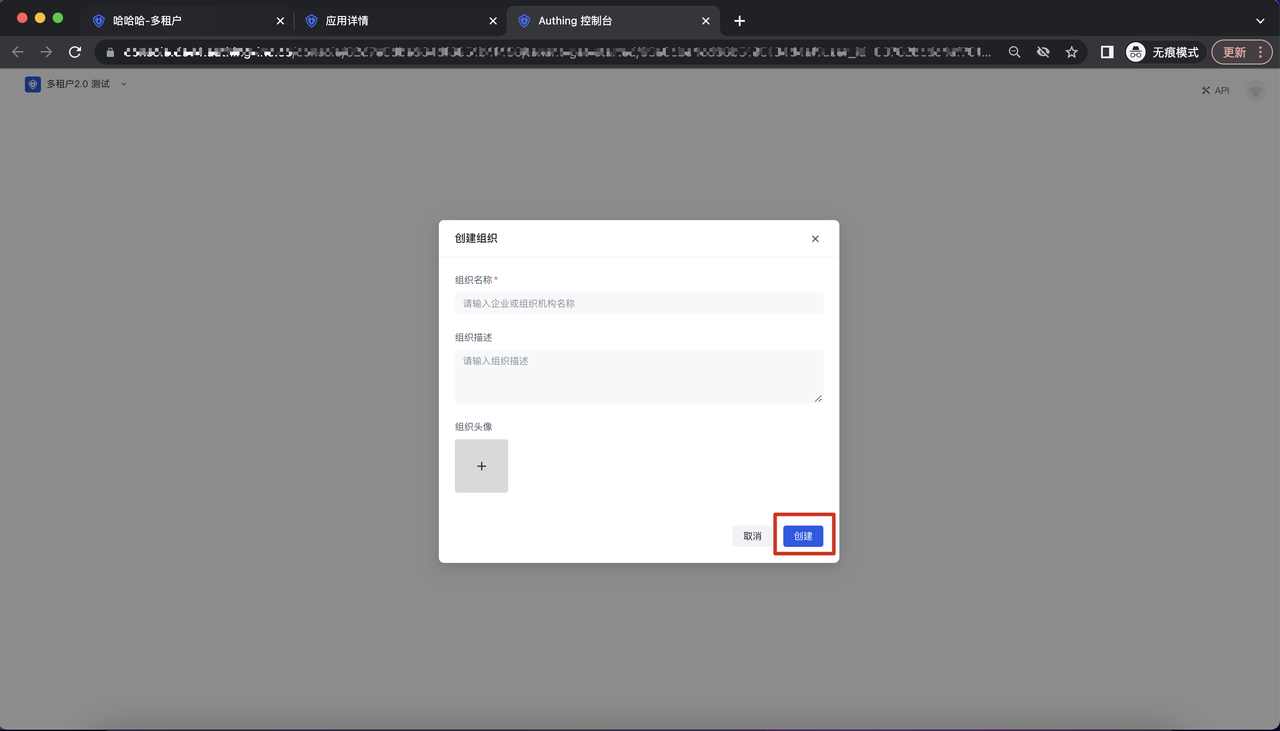 哈哈哈-多租户
应用详情
Authing 控制台
无痕模式
更新
多租户2.0 测试
API
创建组织
组织名称*
请输入企业或组织机构名称
组织描述
请输入组织描述
组织头像
取消
创建